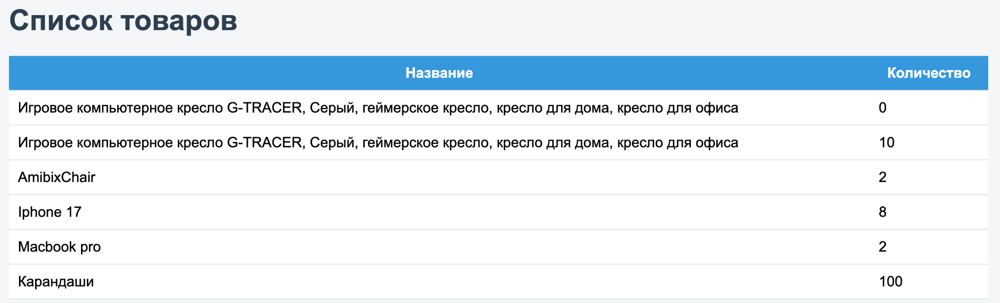 Список товаров
Название Количество
Игровое компьютерное кресло G-TRACER, Серый, геймерское кресло, кресло для дома, кресло для офиса 0
Игровое компьютерное кресло G-TRACER, Серый, геймерское кресло, кресло для дома, кресло для офиса 10
AmibixChair 2
Iphone 17 8
Macbook pro 2
Карандаши 100